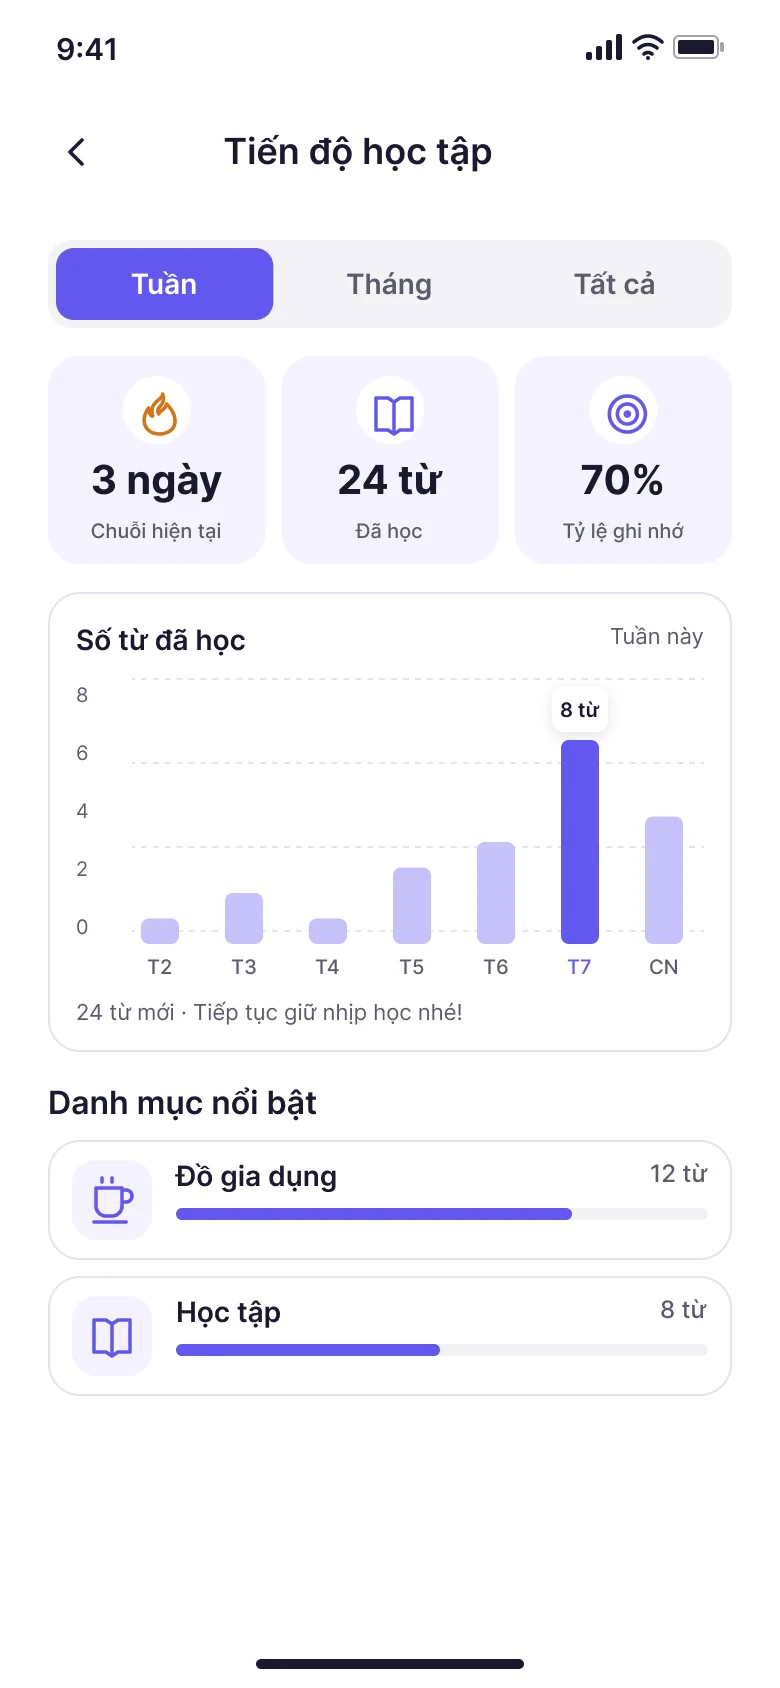 9:41
Tiến độ học tập
Tuần Tháng Tất cả
3 ngày 24 từ 70%
Chuỗi hiện tại Đã học Tỷ lệ ghi nhớ
Số từ đã học Tuần này
8
8 từ
6
4
2
0
T2 T3 T4 T5 T6 T7 CN
24 từ mới · Tiếp tục giữ nhịp học nhé!
Danh mục nổi bật
Đồ gia dụng 12 từ
Học tập 8 từ